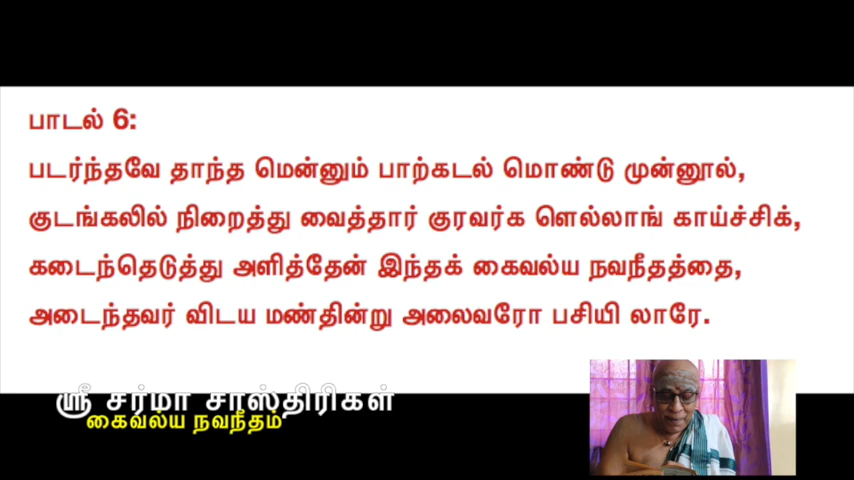 பாடல் 6:
படர்ந்தவே தாந்த மென்னும் பாற்கடல் மொண்டு முன்னூல்,
குடங்கலில் நிறைத்து வைத்தார் குரவர்க ளெல்லாங் காய்ச்சிக்,
கடைந்தெடுத்து அளித்தேன் இந்தக் கைவல்ய நவநீதத்தை,
அடைந்தவர் விடய மண்தின்று அலைவரோ பசியி லாரே.
ஸ்ரீ சர்மா சாஸ்திரிகள்
கைவல்ய நவநீதம்